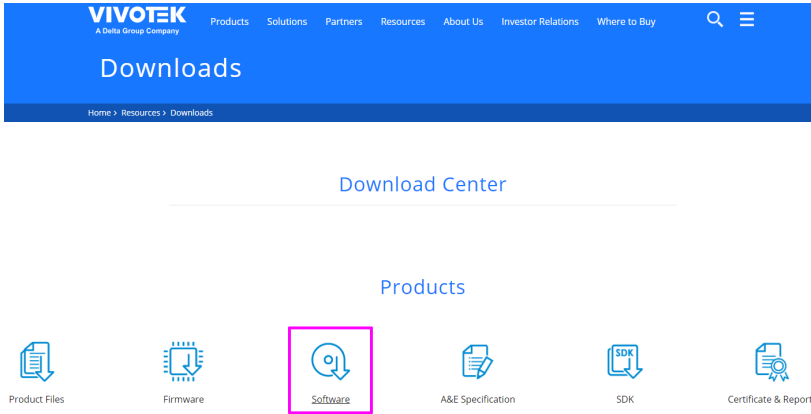 VIVOTEK
A Delta Group Company
Products Solutions Partners Resources About Us Investor Relations Where to Buy
Downloads
Home > Resources > Downloads
Download Center
Products
SDK
Product Files Firmware Software A&E Specification SDK Certificate & Report